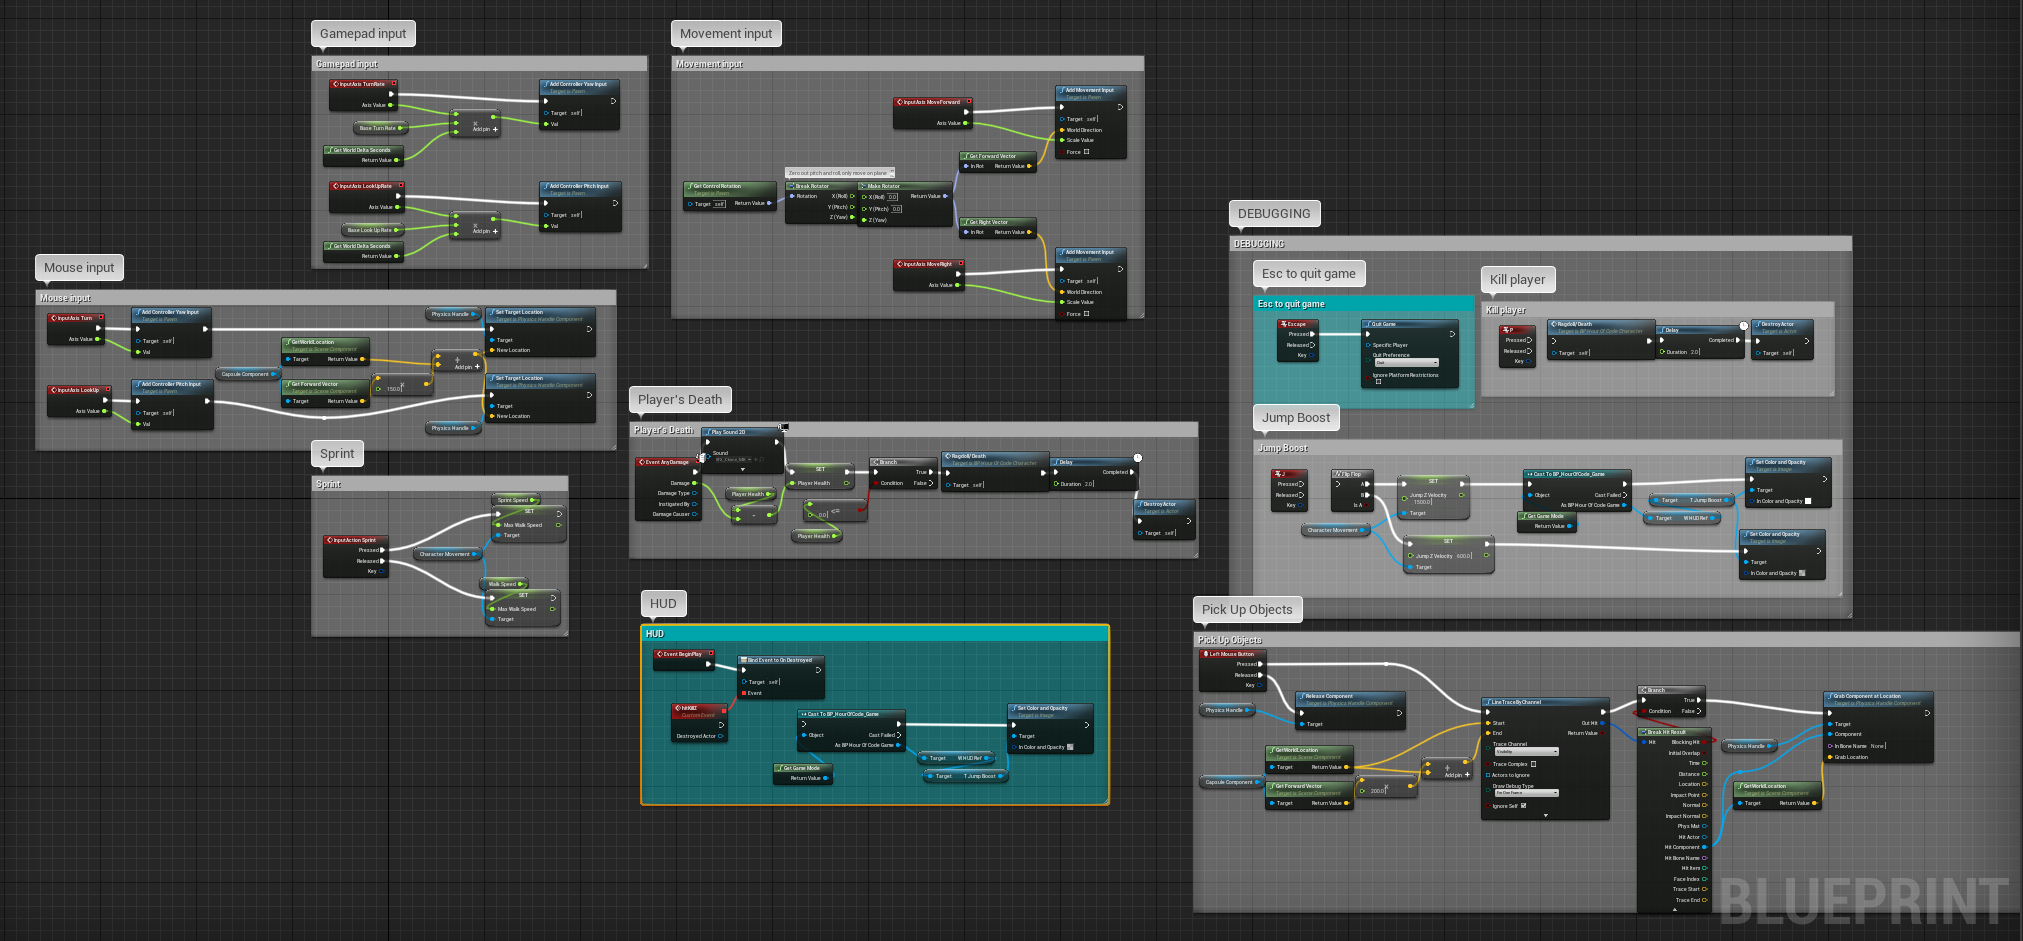 Gamepad input
Gamepad input
InputAxis TurnRate
Axis Value
Base Turn Rate
Get World Delta Seconds
Return Value
Add pin
Add Controller Yaw Input
Target is Pawn
Target self
Val
InputAxis LookUpRate
Axis Value
Base Look Up Rate
Get World Delta Seconds
Return Value
Add pin
Add Controller Pitch Input
Target is Pawn
Target self
Val
Movement input
Movement input
InputAxis MoveForward
Axis Value
Add Movement Input
Target is Pawn
Target self
World Direction
Scale Value
Force
Get Control Rotation
Target is Pawn
Target self Return Value
Zero out pitch and roll, only move on plane
Break Rotator
Rotation X (Roll)
Y (Pitch)
Z (Yaw)
Make Rotator
X (Roll) 0.0 Return Value
Y (Pitch) 0.0
Z (Yaw)
Get Forward Vector
In Rot Return Value
Get Right Vector
In Rot Return Value
InputAxis MoveRight
Axis Value
Add Movement Input
Target is Pawn
Target self
World Direction
Scale Value
Force
Mouse input
Mouse input
InputAxis Turn
Axis Value
Add Controller Yaw Input
Target is Pawn
Target self
Val
InputAxis LookUp
Axis Value
Add Controller Pitch Input
Target is Pawn
Target self
Val
Capsule Component
GetWorldLocation
Target is Scene Component
Target Return Value
Get Forward Vector
Target is Scene Component
Target Return Value
150.0
Add pin
Physics Handle
Set Target Location
Target is Physics Handle Component
Target
New Location
Set Target Location
Target is Physics Handle Component
Target
New Location
Physics Handle
Sprint
Sprint
InputAction Sprint
Pressed
Released
Key
Character Movement
Sprint Speed
SET
Max Walk Speed
Target
Walk Speed
SET
Max Walk Speed
Target
Player's Death
Player's Death
Event AnyDamage
Damage
Damage Type
Instigated By
Damage Causer
Play Sound 2D
Sound
Player Health
SET
Player Health
Branch
True
Condition False
0.0
Player Health
Ragdoll/Death
Target is BP Hour Of Code Character
Target self
Delay
Completed
Duration 2.0
DestroyActor
Target is Actor
Target self
HUD
HUD
Event BeginPlay
Bind Event to On Destroyed
Target self
Event
Custom Event
Destroyed Actor
Cast To BP_HourOfCode_Game
Object Cast Failed
As BP Hour Of Code Game
Get Game Mode
Return Value
Target W HUD Ref
Target T Jump Boost
Set Color and Opacity
Target is Image
Target
In Color and Opacity
DEBUGGING
DEBUGGING
Esc to quit game
Esc to quit game
Escape
Pressed
Released
Key
Quit Game
Specific Player
Quit Preference
Quit
Ignore Platform Restrictions
Kill player
Kill player
P
Pressed
Released
Key
Ragdoll/Death
Target is BP Hour Of Code Character
Target self
Delay
Completed
Duration 2.0
DestroyActor
Target is Actor
Target self
Jump Boost
Jump Boost
J
Pressed
Released
Key
Flip Flop
A
B
Is A
Character Movement
SET
Jump Z Velocity
1500.0
Target
SET
Jump Z Velocity 600.0
Target
Cast To BP_HourOfCode_Game
Object Cast Failed
As BP Hour Of Code Game
Get Game Mode
Return Value
Target T Jump Boost
Target W HUD Ref
Set Color and Opacity
Target is Image
Target
In Color and Opacity
Set Color and Opacity
Target is Image
Target
In Color and Opacity
Pick Up Objects
Pick Up Objects
Left Mouse Button
Pressed
Released
Key
Physics Handle
Release Component
Target is Physics Handle Component
Target
Capsule Component
GetWorldLocation
Target is Scene Component
Target Return Value
Get Forward Vector
Target is Scene Component
Target Return Value
200.0
Add pin
LineTraceByChannel
Start Out Hit
End Return Value
Trace Channel
Visibility
Trace Complex
Actors to Ignore
Draw Debug Type
For One Frame
Ignore Self
Branch
True
Condition False
Break Hit Result
Hit Blocking Hit
Initial Overlap
Time
Distance
Location
Impact Point
Normal
Impact Normal
Phys Mat
Hit Actor
Hit Component
Hit Bone Name
Hit Item
Face Index
Trace Start
Trace End
Physics Handle
GetWorldLocation
Target is Scene Component
Target Return Value
Grab Component at Location
Target is Physics Handle Component
Target
Component
In Bone Name None
Grab Location
BLUEPRINT